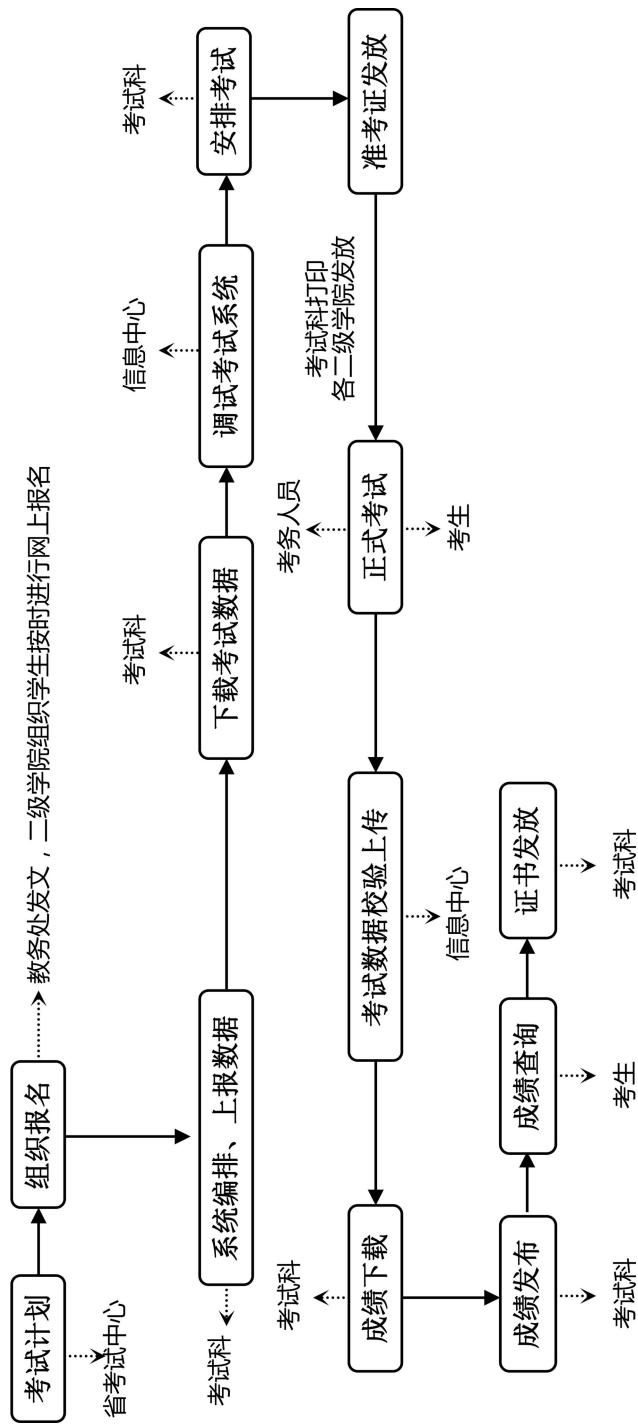 考试计划
省考试中心
组织报名
教务处发文，二级学院组织学生按时进行网上报名
系统编排、上报数据
考试科
下载考试数据
考试科
调试考试系统
信息中心
安排考试
考试科
准考证发放
考试科打印
各二级学院发放
正式考试
考务人员
考生
考试数据校验上传
信息中心
成绩下载
考试科
成绩发布
考试科
成绩查询
考生
证书发放
考试科